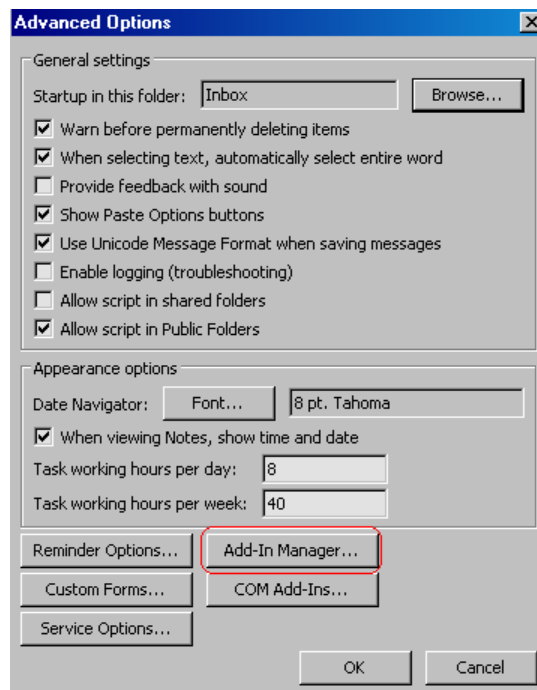 Advanced Options
General settings
Startup in this folder: Inbox Browse...
Warn before permanently deleting items
When selecting text, automatically select entire word
Provide feedback with sound
Show Paste Options buttons
Use Unicode Message Format when saving messages
Enable logging (troubleshooting)
Allow script in shared folders
Allow script in Public Folders
Appearance options
Date Navigator: Font... 8 pt. Tahoma
When viewing Notes, show time and date
Task working hours per day: 8
Task working hours per week: 40
Reminder Options... Add-In Manager...
Custom Forms... COM Add-Ins...
Service Options...
OK Cancel